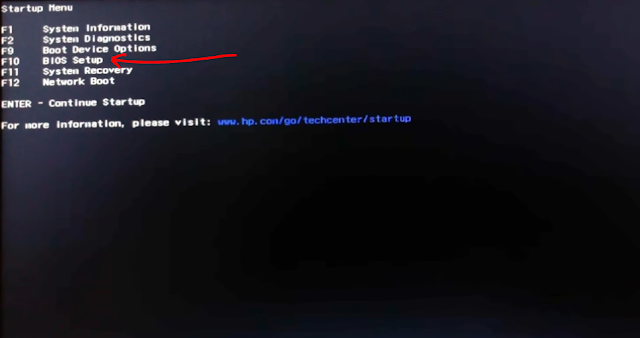 Startup Menu
F1 System Information
F2 System Diagnostics
F9 Boot Device Options
F10 BIOS Setup
F11 System Recovery
F12 Network Boot
ENTER - Continue Startup
For more information, please visit: www.hp.com/go/techcenter/startup